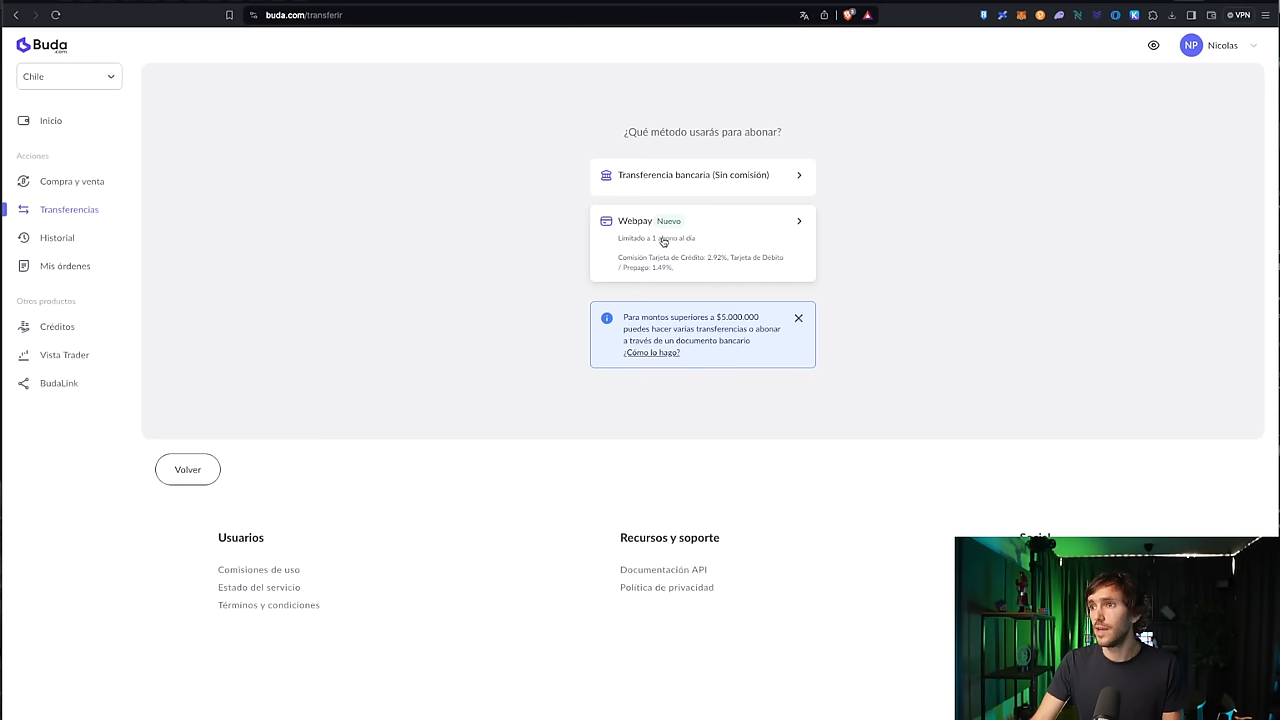 buda.com/transferir
VPN
Buda
.com
NP
Nicolas
Chile
Inicio
Acciones
Compra y venta
Transferencias
Historial
Mis órdenes
Otros productos
Créditos
Vista Trader
BudaLink
¿Qué método usarás para abonar?
Transferencia bancaria (Sin comisión)
Webpay Nuevo
Limitado a 1 abono al día
Comisión Tarjeta de Crédito: 2.92%, Tarjeta de Débito
/ Prepago: 1.49%,
Para montos superiores a $5.000.000
puedes hacer varias transferencias o abonar
a través de un documento bancario
¿Cómo lo hago?
Volver
Usuarios
Comisiones de uso
Estado del servicio
Términos y condiciones
Recursos y soporte
Documentación API
Política de privacidad